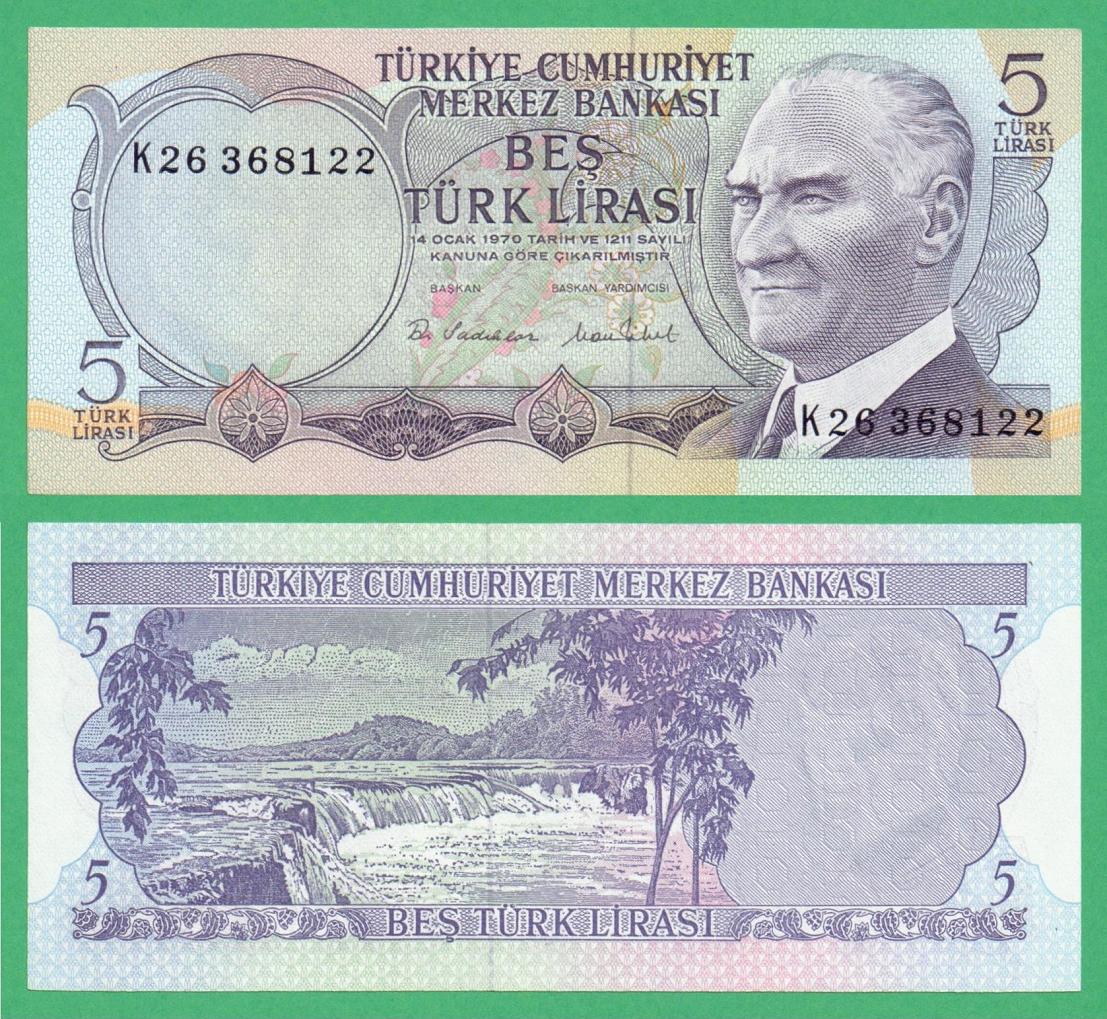 TÜRKİYE CUMHURİYET
MERKEZ BANKASI
5
TÜRK
LİRASI
K26 368122
BEŞ
TÜRK LİRASI
14 OCAK 1970 TARİH VE 1211 SAYILI
KANUNA GÖRE ÇIKARILMIŞTIR
BAŞKAN BAŞKAN YARDIMCISI
5
TÜRK
LİRASI
K26 368122
TÜRKİYE CUMHURİYET MERKEZ BANKASI
5 5
5 5
BEŞ TÜRK LİRASI